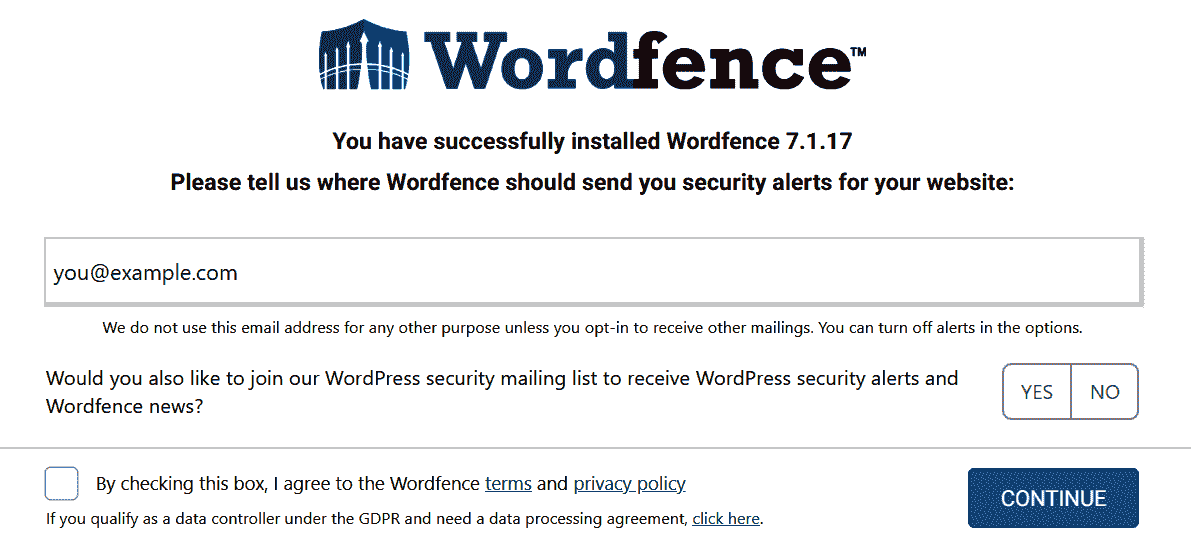 Wordfence™
You have successfully installed Wordfence 7.1.17
Please tell us where Wordfence should send you security alerts for your website:
you@example.com
We do not use this email address for any other purpose unless you opt-in to receive other mailings. You can turn off alerts in the options.
Would you also like to join our WordPress security mailing list to receive WordPress security alerts and
Wordfence news?
YES NO
By checking this box, I agree to the Wordfence terms and privacy policy
If you qualify as a data controller under the GDPR and need a data processing agreement, click here.
CONTINUE